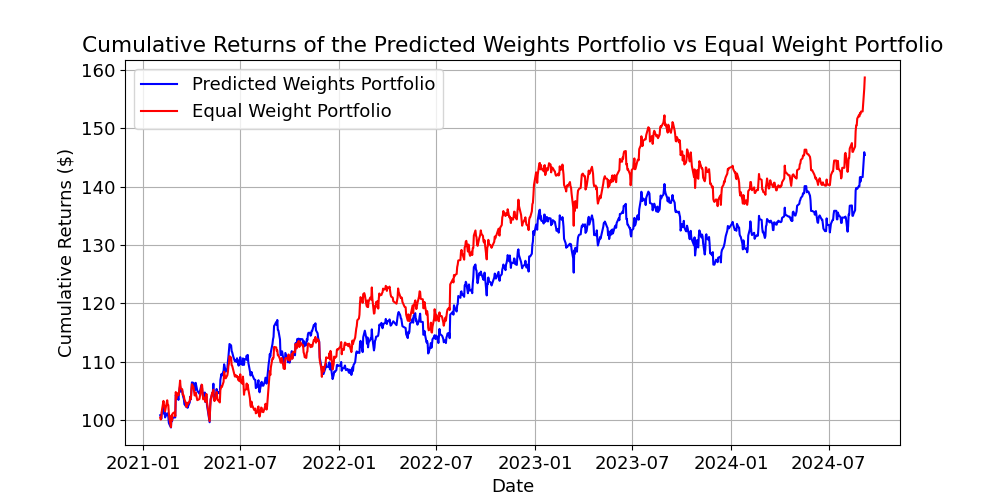 Cumulative Returns of the Predicted Weights Portfolio vs Equal Weight Portfolio
Predicted Weights Portfolio
Equal Weight Portfolio
Cumulative Returns ($)
160
150
140
130
120
110
100
2021-01 2021-07 2022-01 2022-07 2023-01 2023-07 2024-01 2024-07
Date